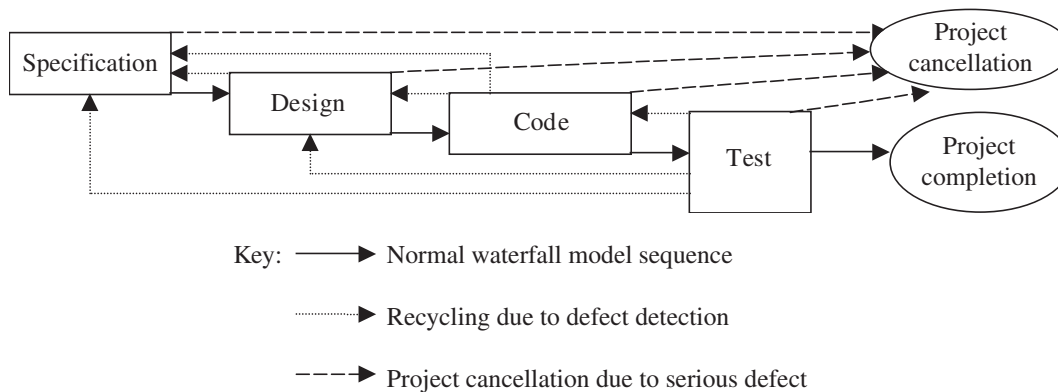 Specification
Design
Code
Test
Project
cancellation
Project
completion
Key:
Normal waterfall model sequence
Recycling due to defect detection
Project cancellation due to serious defect